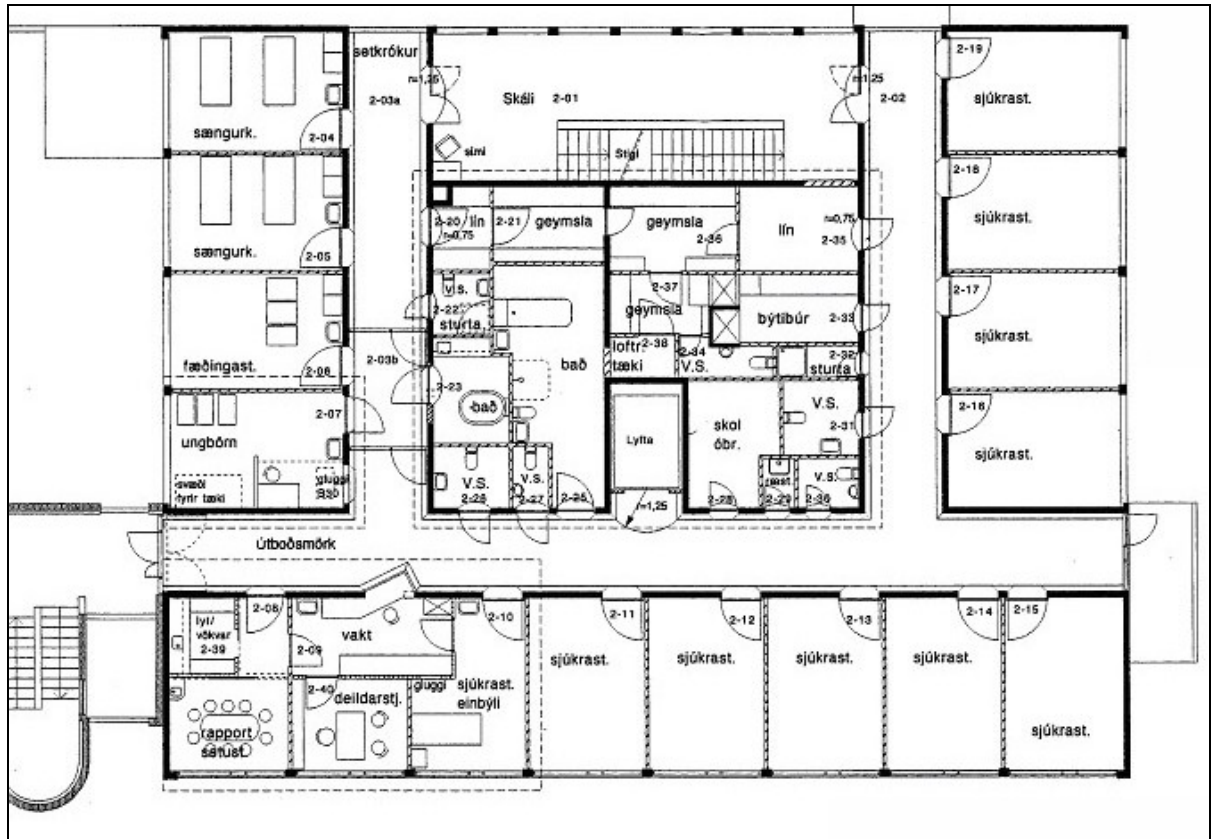 setkrókur
2-03a
r=1,25
Skáli 2-01
r=1,25
2-02
2-19
sjúkrast.
sængurk.
2-04
sími
Stigi
2-18
sjúkrast.
sængurk.
2-05
2-20
lín
r=0,75
2-21
geymsla
geymsla
2-36
lín
r=0,75
2-35
2-17
sjúkrast.
v.s.
2-22
sturta
2-37
geymsla
býtibúr
2-33
fæðingast.
2-06
2-03b
bað
2-38
loftr.
tæki
2-34
V.S.
2-32
sturta
2-16
sjúkrast.
2-23
bað
2-07
ungbörn
Lyfta
skol
óbr.
V.S.
2-31
svæði
fyrir tæki
gluggi
V.S.
V.S.
2-27
2-25
r=1,25
2-28
ræst
2-29
V.S.
útboðsmörk
2-08
lyf/
vökvar
2-39
vakt
2-09
2-10
2-11
2-12
2-13
2-14
2-15
sjúkrast.
sjúkrast.
sjúkrast.
sjúkrast.
2-40
deildarstj.
gluggi
sjúkrast.
einbýli
rapport
setust.
sjúkrast.